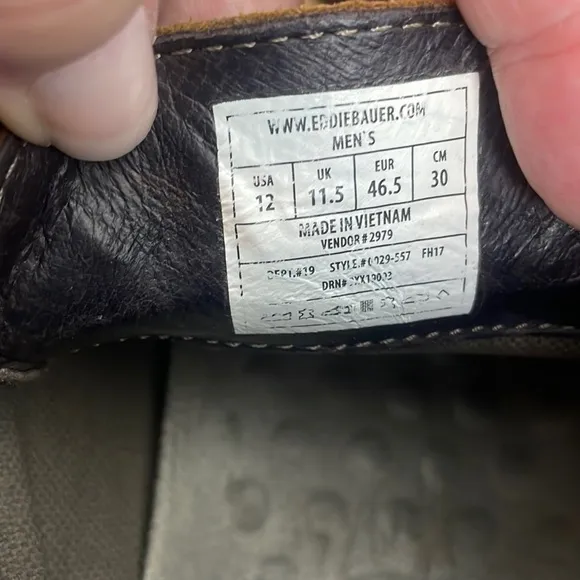 WWW.EDDIEBAUER.COM
MEN'S
USA UK EUR CM
12 11.5 46.5 30
MADE IN VIETNAM
VENDOR#2979
DEPT.#19 STYLE.#0029-557 FH17